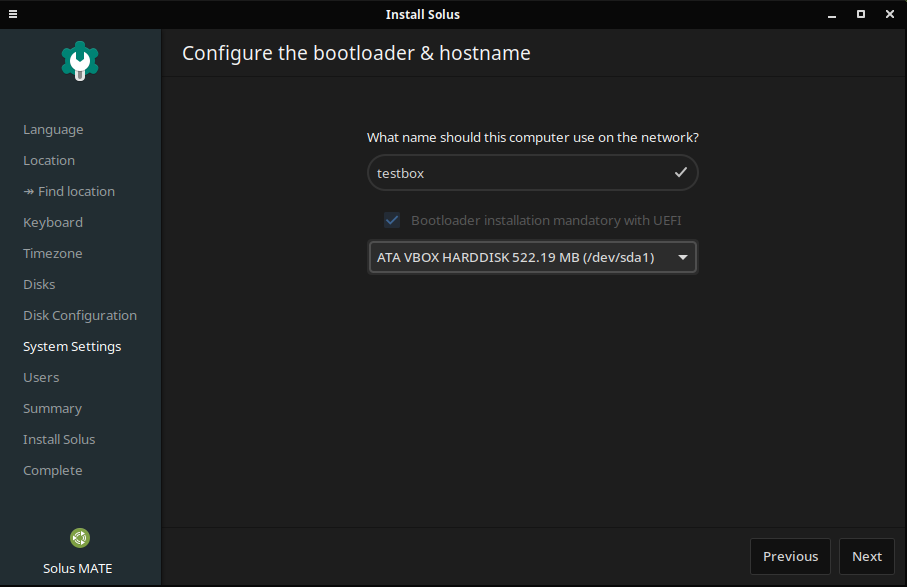 Install Solus
Configure the bootloader & hostname
Language
Location
↠ Find location
Keyboard
Timezone
Disks
Disk Configuration
System Settings
Users
Summary
Install Solus
Complete
Solus MATE
What name should this computer use on the network?
testbox
Bootloader installation mandatory with UEFI
ATA VBOX HARDDISK 522.19 MB (/dev/sda1)
Previous
Next